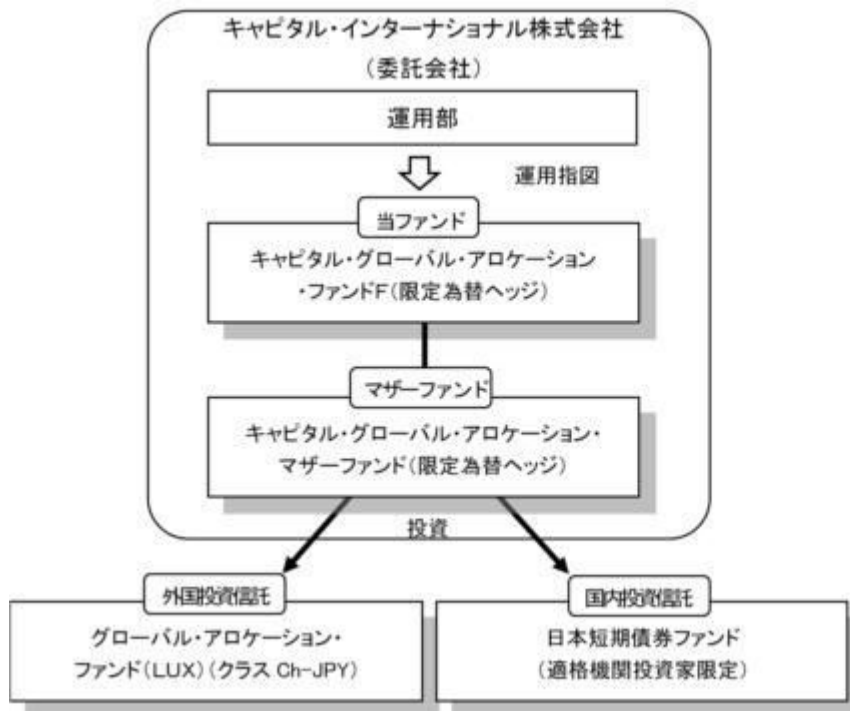 キャピタル・インターナショナル株式会社
（委託会社）
運用部
運用指図
当ファンド
キャピタル・グローバル・アロケーション
・ファンドF（限定為替ヘッジ）
マザーファンド
キャピタル・グローバル・アロケーション・
マザーファンド（限定為替ヘッジ）
投資
外国投資信託
グローバル・アロケーション・
ファンド（LUX）（クラス Ch-JPY）
国内投資信託
日本短期債券ファンド
（適格機関投資家限定）